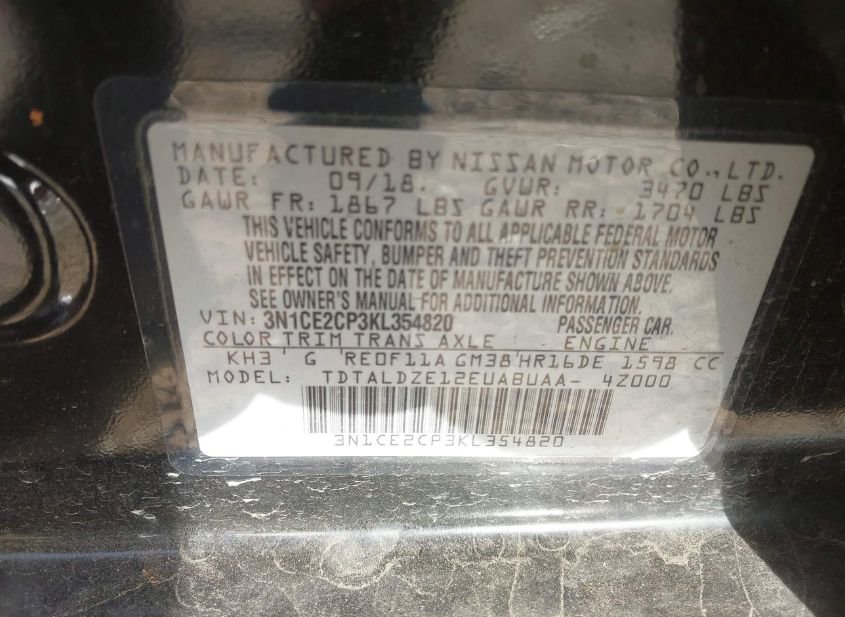 MANUFACTURED BY NISSAN MOTOR CO., LTD.
DATE: 09/18. GVWR: 3470 LBS
GAWR FR: 1867 LBS GAWR RR: 1704 LBS
THIS VEHICLE CONFORMS TO ALL APPLICABLE FEDERAL MOTOR
VEHICLE SAFETY, BUMPER AND THEFT PREVENTION STANDARDS
IN EFFECT ON THE DATE OF MANUFACTURE SHOWN ABOVE.
SEE OWNER'S MANUAL FOR ADDITIONAL INFORMATION.
VIN: 3N1CE2CP3KL354820 PASSENGER CAR.
COLOR TRIM TRANS AXLE ENGINE
KH3 G RE0F11A GM38 HR16DE 1598 CC
MODEL: TDTALDZE12EUABUAA- 4Z000
3N1CE2CP3KL354820